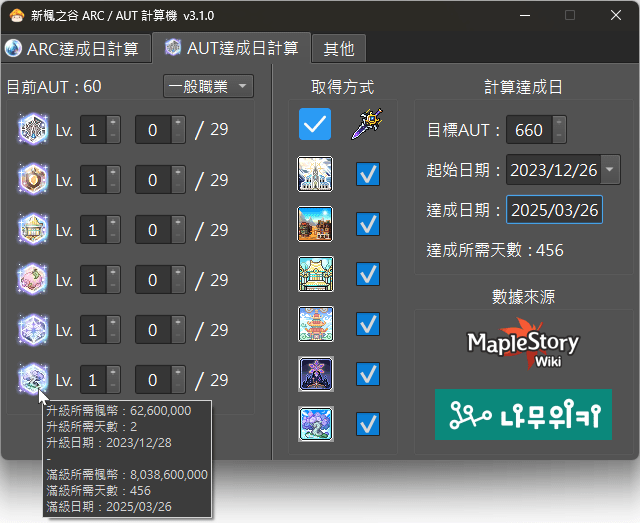 新楓之谷 ARC / AUT 計算機 v3.1.0
ARC達成日計算
AUT達成日計算
其他
目前AUT : 60
一般職業
取得方式
計算達成日
Lv. 1 0 / 29
目標AUT : 660
Lv. 1 0 / 29
起始日期 : 2023/12/26
Lv. 1 0 / 29
達成日期 : 2025/03/26
達成所需天數 : 456
Lv. 1 0 / 29
數據來源
Lv. 1 0 / 29
MapleStory
Wiki
Lv. 1 0 / 29
나무위키
升級所需楓幣 : 62,600,000
升級所需天數 : 2
升級日期 : 2023/12/28
-
滿級所需楓幣 : 8,038,600,000
滿級所需天數 : 456
滿級日期 : 2025/03/26